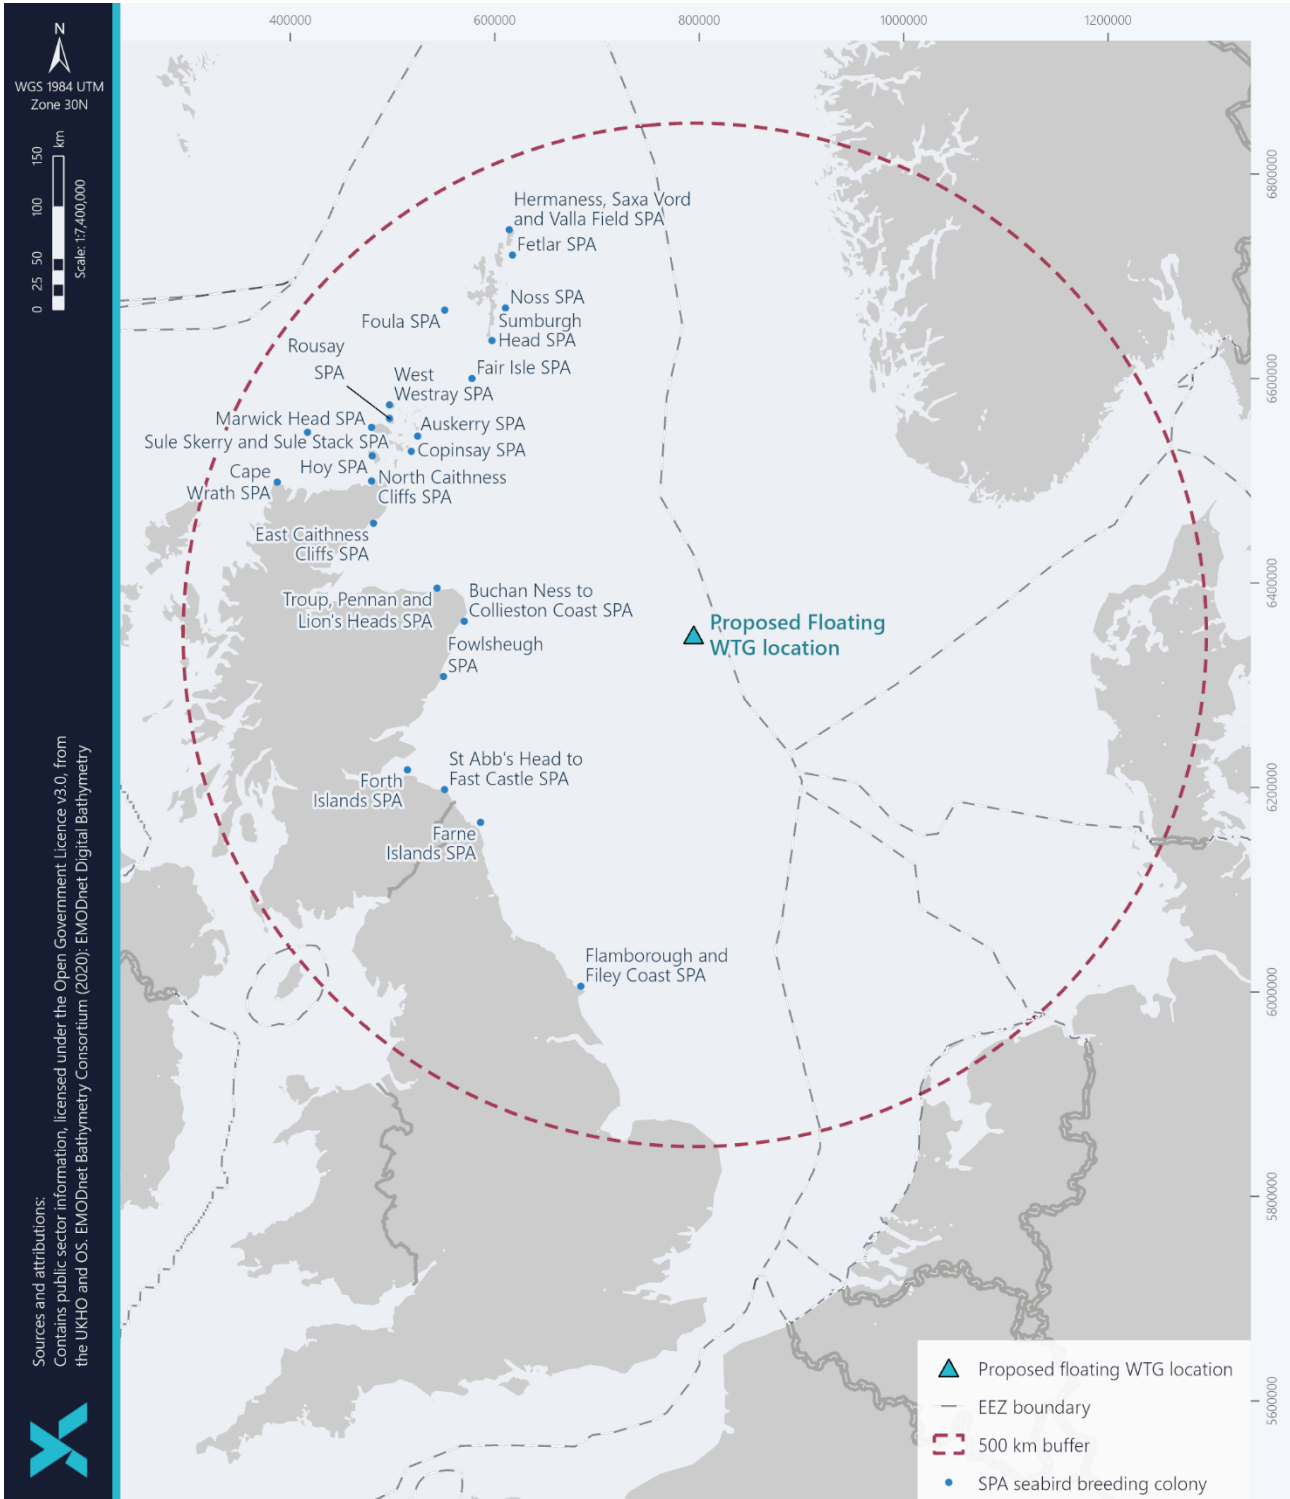 400000
600000
800000
1000000
1200000
N
WGS 1984 UTM
Zone 30N
0 25 50 100 150
km
Scale: 1:7,400,000
6800000
6600000
6400000
6200000
6000000
5800000
5600000
Hermaness, Saxa Vord
and Valla Field SPA
Fetlar SPA
Noss SPA
Foula SPA
Sumburgh
Head SPA
Rousay
SPA
Fair Isle SPA
West
Westray SPA
Marwick Head SPA
Auskerry SPA
Sule Skerry and Sule Stack SPA
Copinsay SPA
Hoy SPA
Cape
Wrath SPA
North Caithness
Cliffs SPA
East Caithness
Cliffs SPA
Troup, Pennan and
Lion's Heads SPA
Buchan Ness to
Collieston Coast SPA
Proposed Floating
WTG location
Fowlsheugh
SPA
St Abb's Head to
Fast Castle SPA
Forth
Islands SPA
Farne
Islands SPA
Flamborough and
Filey Coast SPA
Sources and attributions:
Contains public sector information, licensed under the Open Government Licence v3.0, from
the UKHO and OS. EMODnet Bathymetry Consortium (2020): EMODnet Digital Bathymetry
Proposed floating WTG location
EEZ boundary
500 km buffer
SPA seabird breeding colony